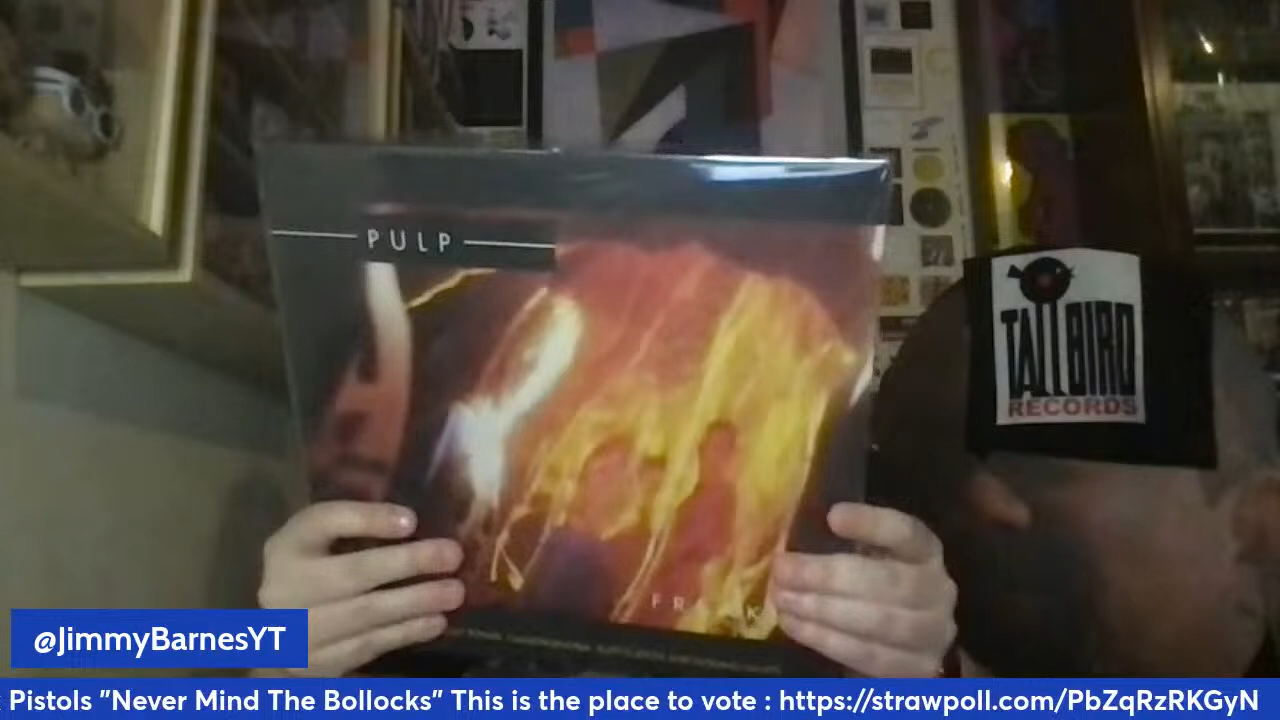 PULP
TALLBIRD
RECORDS
@JimmyBarnesYT
Pistols "Never Mind The Bollocks" This is the place to vote : https://strawpoll.com/PbZqRzRKGyN